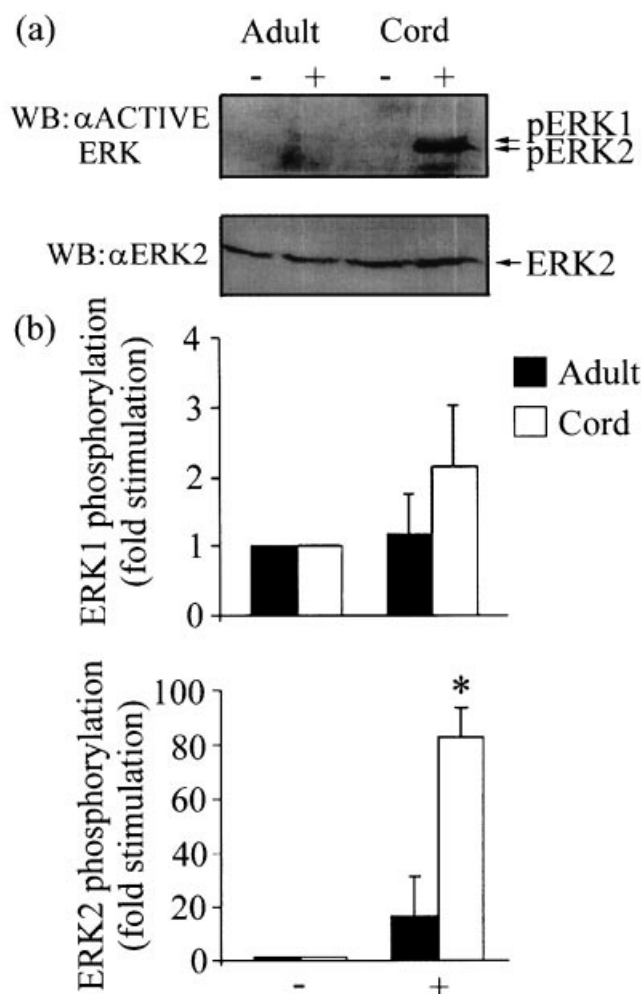 (a)
Adult Cord
- + - +
WB:αACTIVE
ERK
pERK1
pERK2
WB:αERK2
ERK2
(b)
ERK1 phosphorylation
(fold stimulation)
4
3
2
1
0
Adult
Cord
ERK2 phosphorylation
(fold stimulation)
100
80
60
40
20
0
*
- +